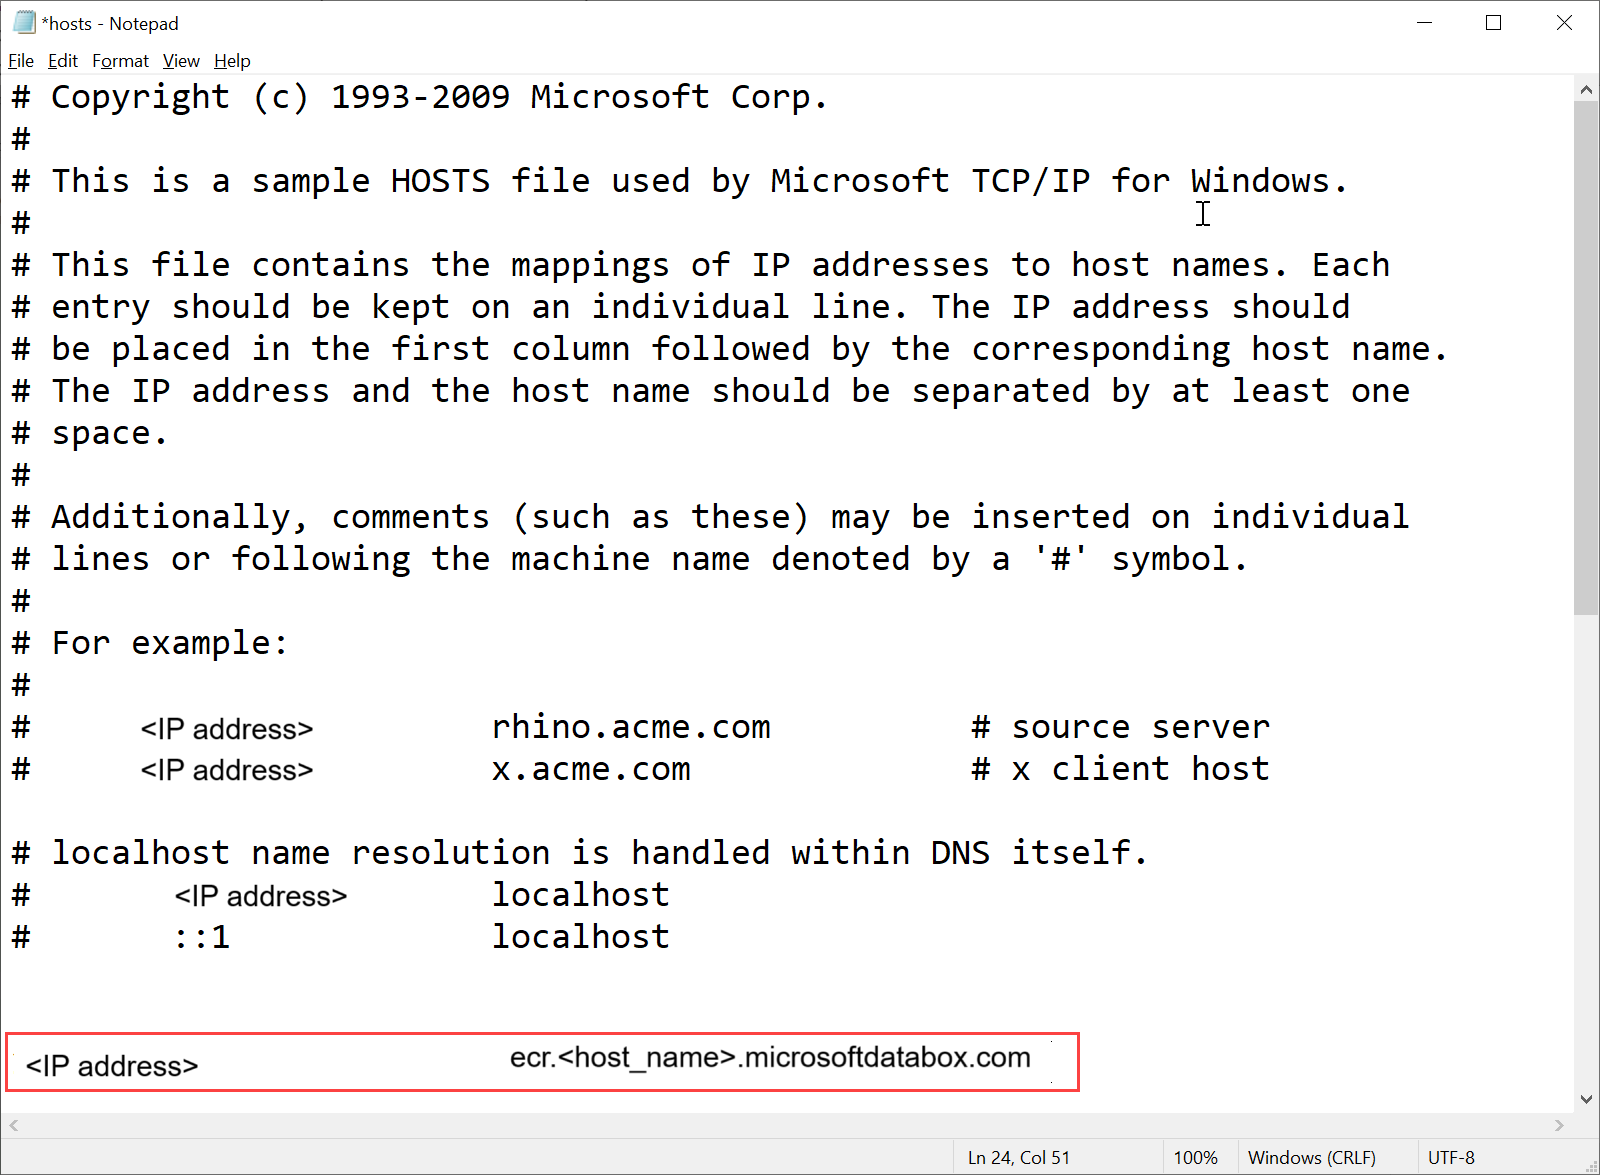 *hosts - Notepad
File Edit Format View Help
# Copyright (c) 1993-2009 Microsoft Corp.
#
# This is a sample HOSTS file used by Microsoft TCP/IP for Windows.
#
# This file contains the mappings of IP addresses to host names. Each
# entry should be kept on an individual line. The IP address should
# be placed in the first column followed by the corresponding host name.
# The IP address and the host name should be separated by at least one
# space.
#
# Additionally, comments (such as these) may be inserted on individual
# lines or following the machine name denoted by a '#' symbol.
#
# For example:
#
# <IP address> rhino.acme.com # source server
# <IP address> x.acme.com # x client host
# localhost name resolution is handled within DNS itself.
# <IP address> localhost
# ::1 localhost
<IP address> ecr.<host_name>.microsoftdatabox.com
Ln 24, Col 51 100% Windows (CRLF) UTF-8